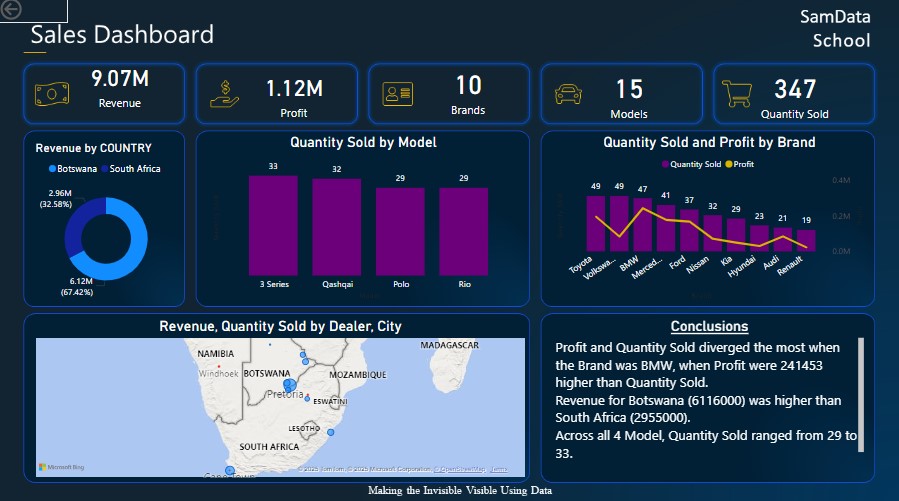 Sales Dashboard
SamData
School
9.07M
Revenue
1.12M
Profit
10
Brands
15
Models
347
Quantity Sold
Revenue by COUNTRY
Botswana South Africa
2.96M
(32.58%)
6.12M
(67.42%)
Quantity Sold by Model
33 32 29 29
3 Series Qashqai Polo Rio
Quantity Sold and Profit by Brand
Quantity Sold Profit
49 49 47 41 37 32 29 23 21 19
0.4M
0.2M
0.0M
Toyota Volkswa... BMW Merced... Ford Nissan Kia Hyundai Audi Renault
Revenue, Quantity Sold by Dealer, City
NAMIBIA
Windhoek
BOTSWANA
MOZAMBIQUE
MADAGASCAR
Pretoria
ESWATINI
LESOTHO
SOUTH AFRICA
Cape Town
Microsoft Bing
© 2025 TomTom, © 2025 Microsoft Corporation, © OpenStreetMap Terms
Conclusions
Profit and Quantity Sold diverged the most when
the Brand was BMW, when Profit were 241453
higher than Quantity Sold.
Revenue for Botswana (6116000) was higher than
South Africa (2955000).
Across all 4 Model, Quantity Sold ranged from 29 to
33.
Making the Invisible Visible Using Data